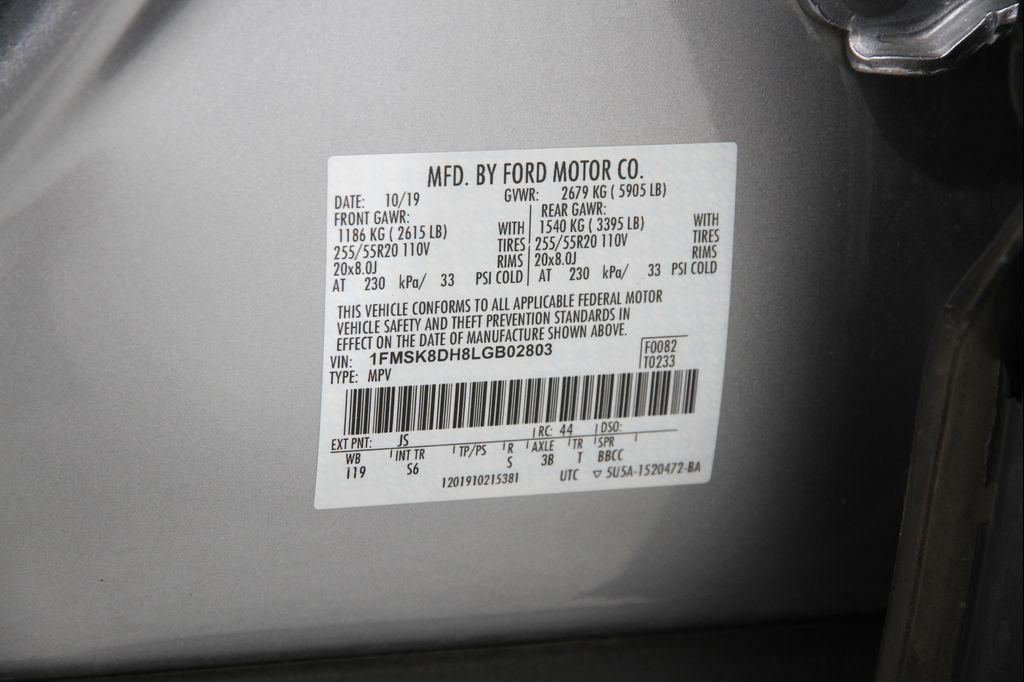 MFD. BY FORD MOTOR CO.
DATE: 10/19 GVWR: 2679 KG ( 5905 LB)
FRONT GAWR: REAR GAWR:
1186 KG ( 2615 LB) WITH 1540 KG ( 3395 LB) WITH
255/55R20 110V TIRES 255/55R20 110V TIRES
20x8.0J RIMS 20x8.0J RIMS
AT 230 kPa/ 33 PSI COLD AT 230 kPa/ 33 PSI COLD
THIS VEHICLE CONFORMS TO ALL APPLICABLE FEDERAL MOTOR
VEHICLE SAFETY AND THEFT PREVENTION STANDARDS IN
EFFECT ON THE DATE OF MANUFACTURE SHOWN ABOVE.
VIN: 1FMSK8DH8LGB02803 F0082
TYPE: MPV T0233
EXT PNT: JS RC: 44 DSO:
WB INT TR TP/PS R AXLE TR SPR
119 S6 S 3B T BBCC
1201910215381 UTC ▽ 5U5A-1520472-BA